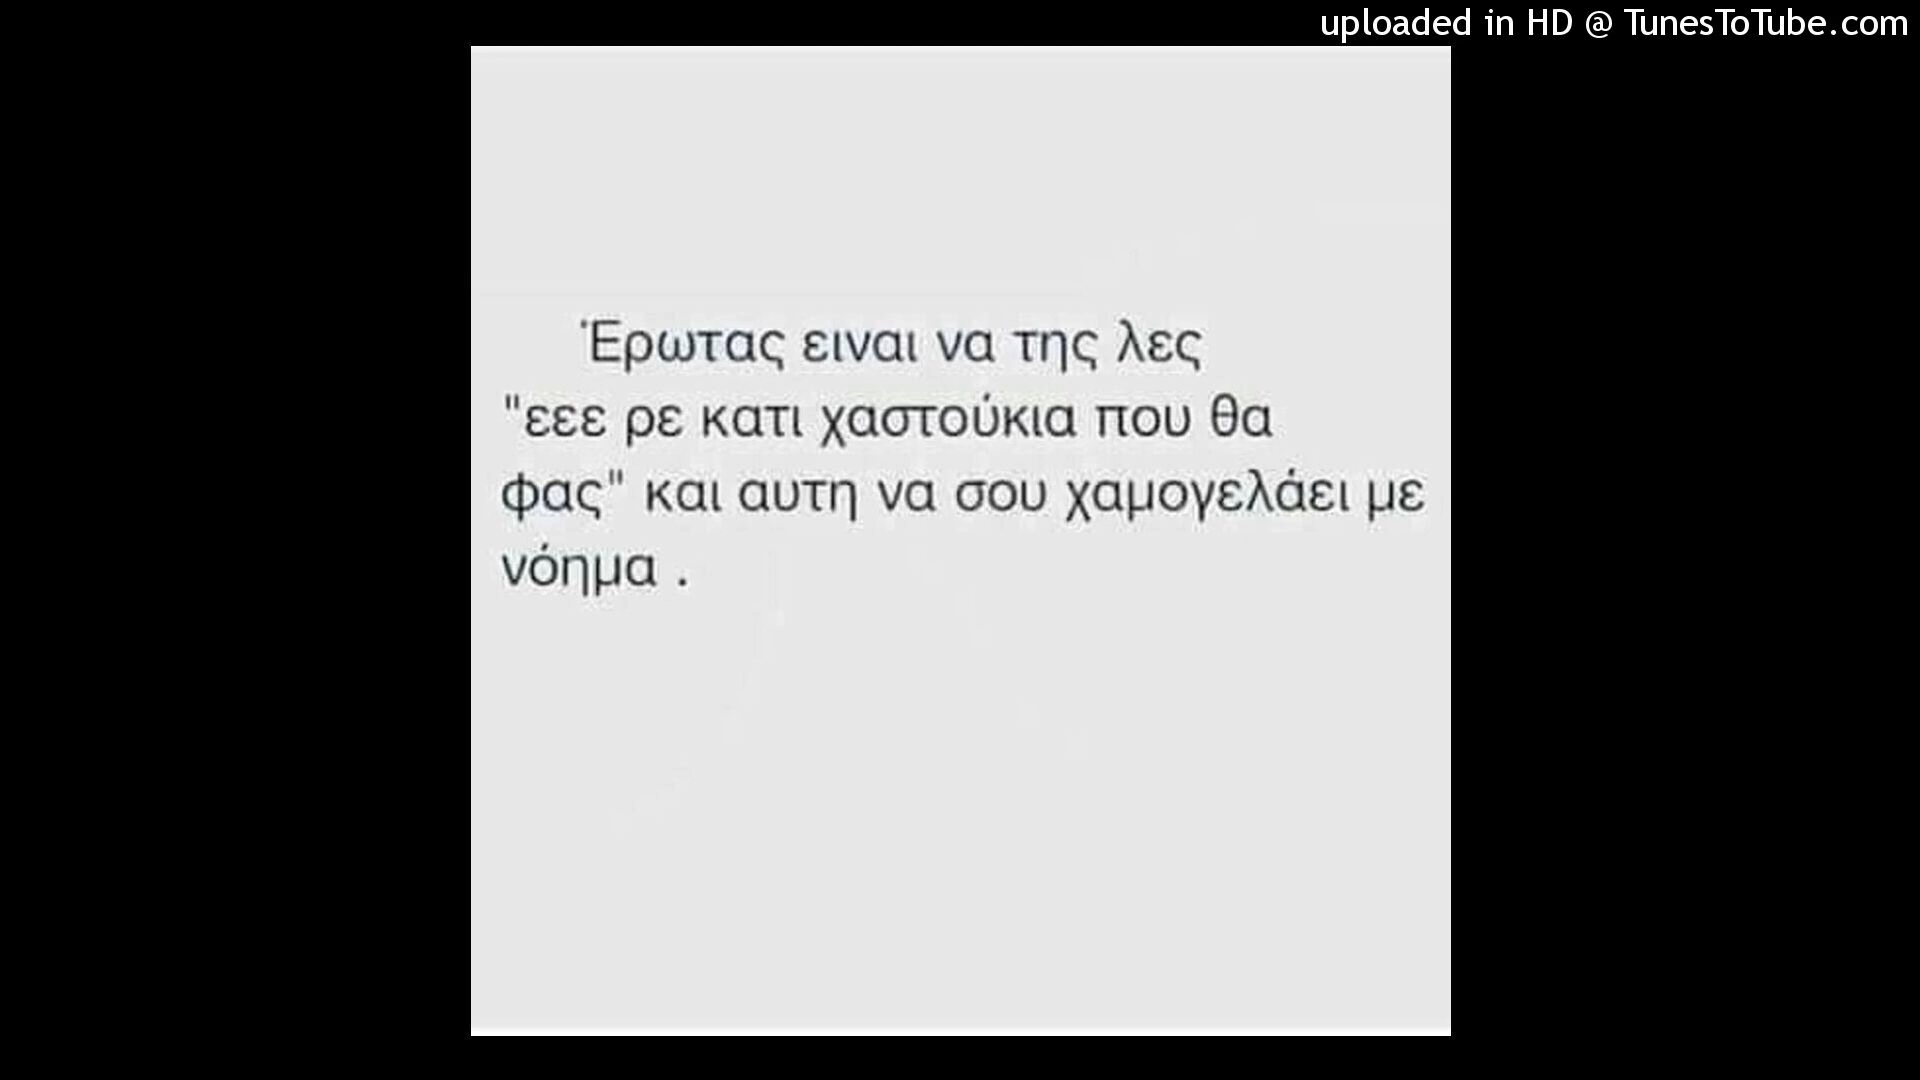 uploaded in HD @ TunesToTube.com
Έρωτας ειναι να της λες
"εεε ρε κατι χαστούκια που θα
φας" και αυτη να σου χαμογελάει με
νόημα .